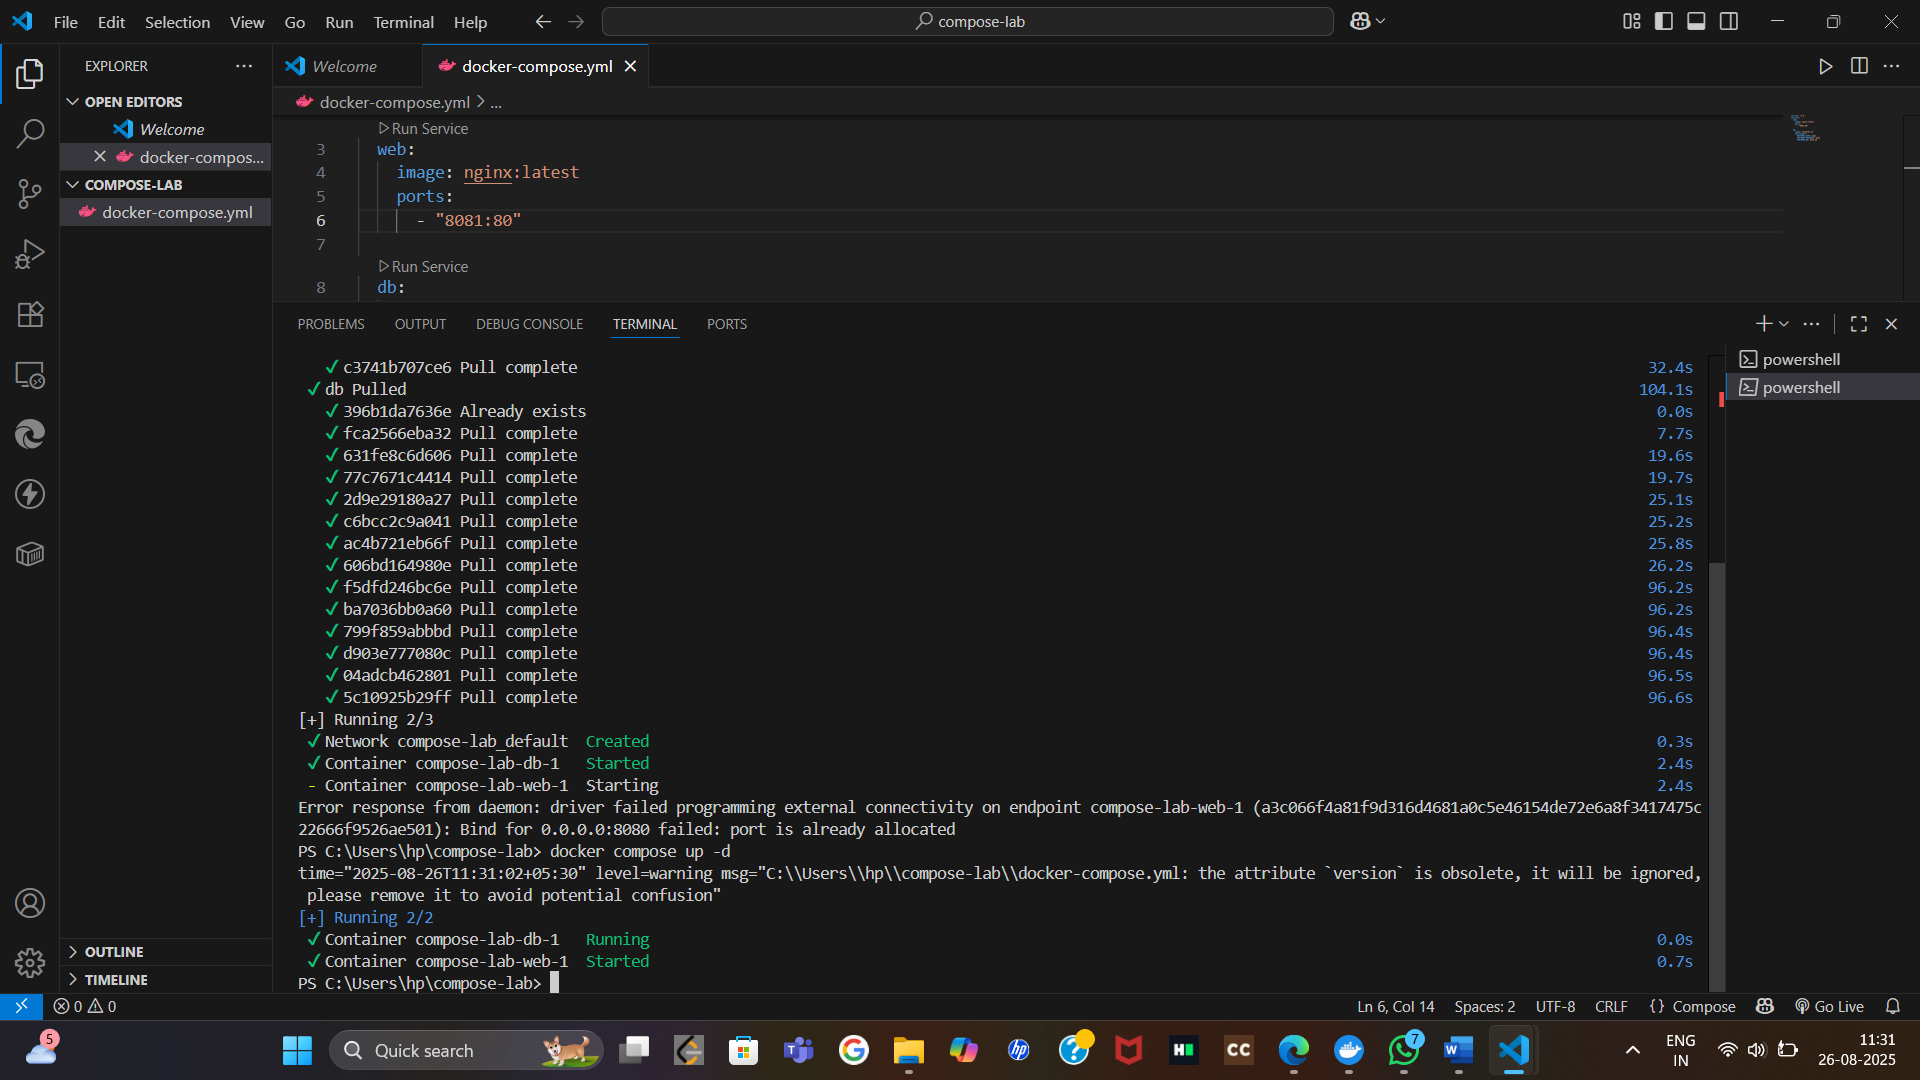 File Edit Selection View Go Run Terminal Help
compose-lab
EXPLORER
OPEN EDITORS
Welcome
docker-compos...
COMPOSE-LAB
docker-compose.yml
OUTLINE
TIMELINE
Welcome
docker-compose.yml
docker-compose.yml > ...
Run Service
3 web:
4 image: nginx:latest
5 ports:
6 - "8081:80"
7
Run Service
8 db:
PROBLEMS OUTPUT DEBUG CONSOLE TERMINAL PORTS
powershell
powershell
✓ c3741b707ce6 Pull complete 32.4s
✓ db Pulled 104.1s
✓ 396b1da7636e Already exists 0.0s
✓ fca2566eba32 Pull complete 7.7s
✓ 631fe8c6d606 Pull complete 19.6s
✓ 77c7671c4414 Pull complete 19.7s
✓ 2d9e29180a27 Pull complete 25.1s
✓ c6bcc2c9a041 Pull complete 25.2s
✓ ac4b721eb66f Pull complete 25.8s
✓ 606bd164980e Pull complete 26.2s
✓ f5dfd246bc6e Pull complete 96.2s
✓ ba7036bb0a60 Pull complete 96.2s
✓ 799f859abbbd Pull complete 96.4s
✓ d903e777080c Pull complete 96.4s
✓ 04adcb462801 Pull complete 96.5s
✓ 5c10925b29ff Pull complete 96.6s
[+] Running 2/3
✓ Network compose-lab_default Created 0.3s
✓ Container compose-lab-db-1 Started 2.4s
- Container compose-lab-web-1 Starting 2.4s
Error response from daemon: driver failed programming external connectivity on endpoint compose-lab-web-1 (a3c066f4a81f9d316d4681a0c5e46154de72e6a8f3417475c
22666f9526ae501): Bind for 0.0.0.0:8080 failed: port is already allocated
PS C:\Users\hp\compose-lab> docker compose up -d
time="2025-08-26T11:31:02+05:30" level=warning msg="C:\\Users\\hp\\compose-lab\\docker-compose.yml: the attribute `version` is obsolete, it will be ignored,
please remove it to avoid potential confusion"
[+] Running 2/2
✓ Container compose-lab-db-1 Running 0.0s
✓ Container compose-lab-web-1 Started 0.7s
PS C:\Users\hp\compose-lab>
0 0
Ln 6, Col 14 Spaces: 2 UTF-8 CRLF {} Compose Go Live
5
Quick search
CC
7
ENG
IN
11:31
26-08-2025